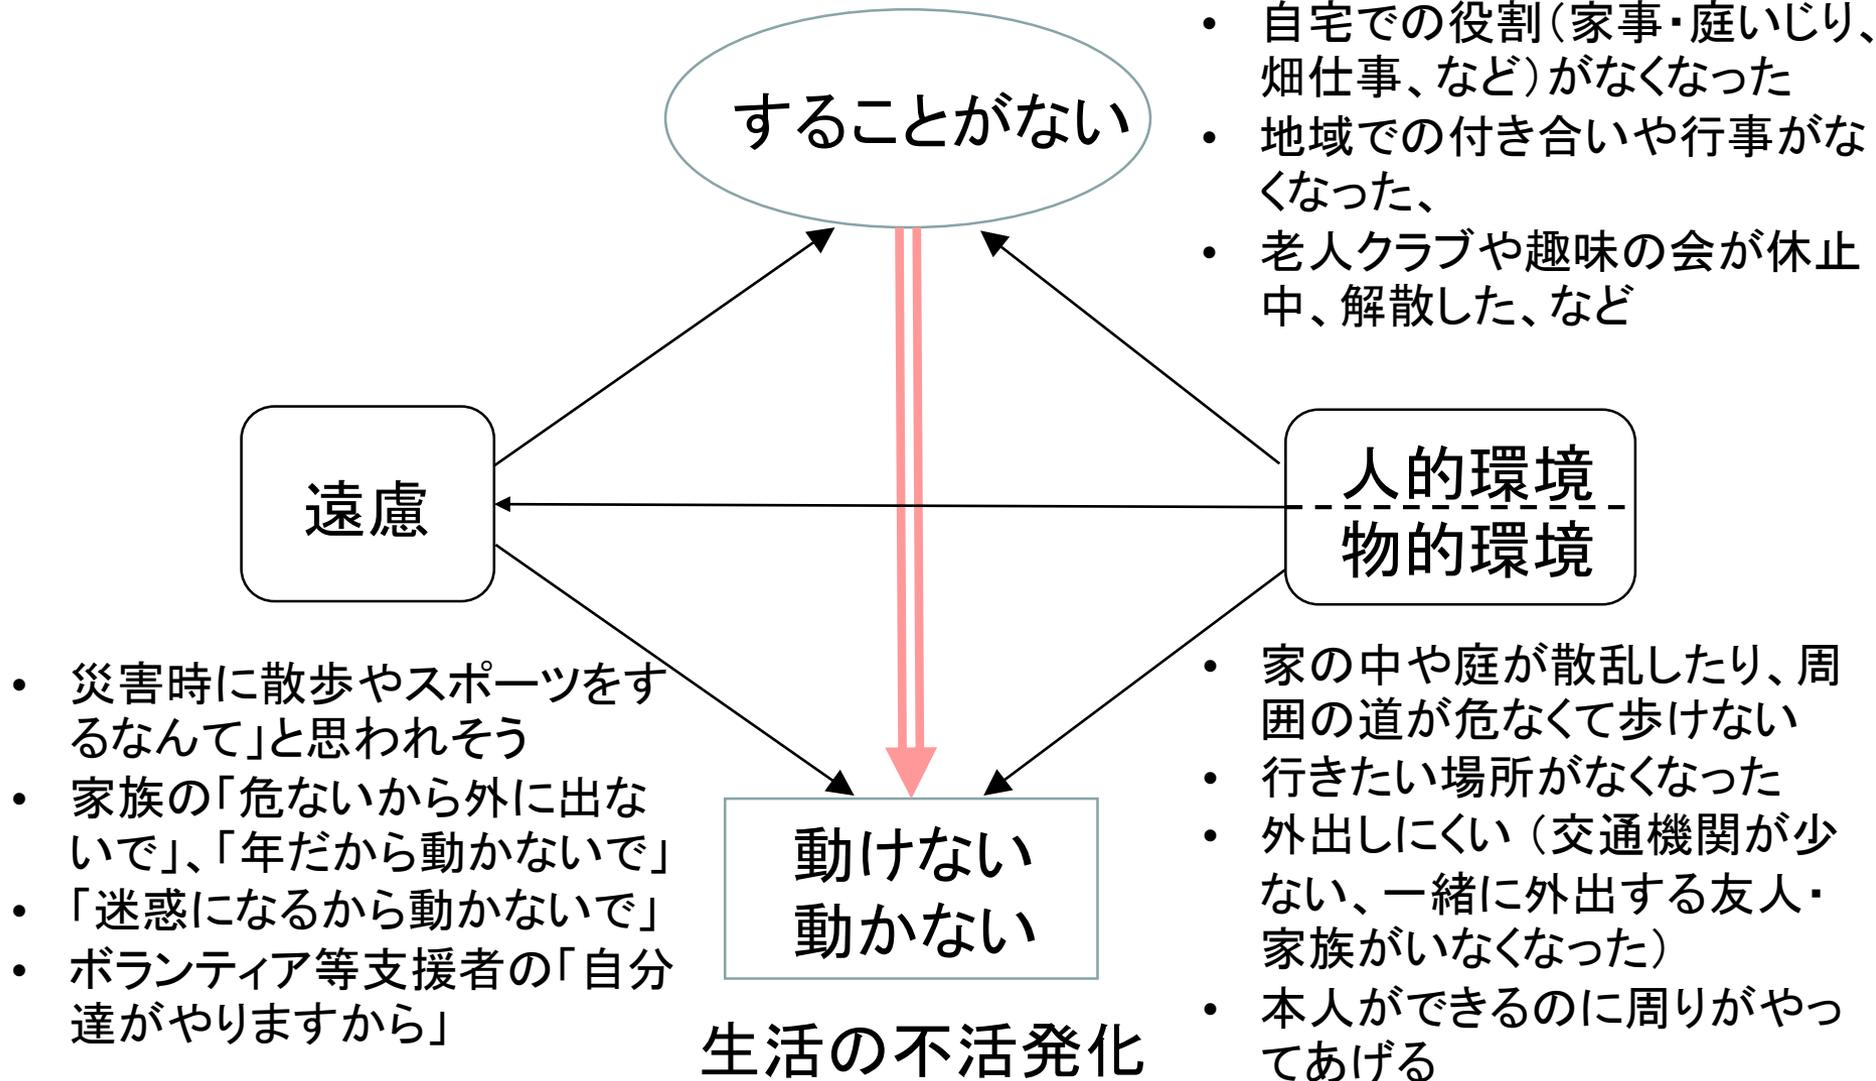 することがない
• 自宅での役割(家事・庭いじり、
畑仕事、など)がなくなった
• 地域での付き合いや行事がな
くなった、
• 老人クラブや趣味の会が休止
中、解散した、など
遠慮
人的環境
物的環境
• 災害時に散歩やスポーツをす
るなんて」と思われそう
• 家族の「危ないから外に出な
いで」、「年だから動かないで」
• 「迷惑になるから動かないで」
• ボランティア等支援者の「自分
達がやりますから」
動けない
動かない
生活の不活発化
• 家の中や庭が散乱したり、周
囲の道が危なくて歩けない
• 行きたい場所がなくなった
• 外出しにくい(交通機関が少
ない、一緒に外出する友人・
家族がいなくなった)
• 本人ができるのに周りがやっ
てあげる